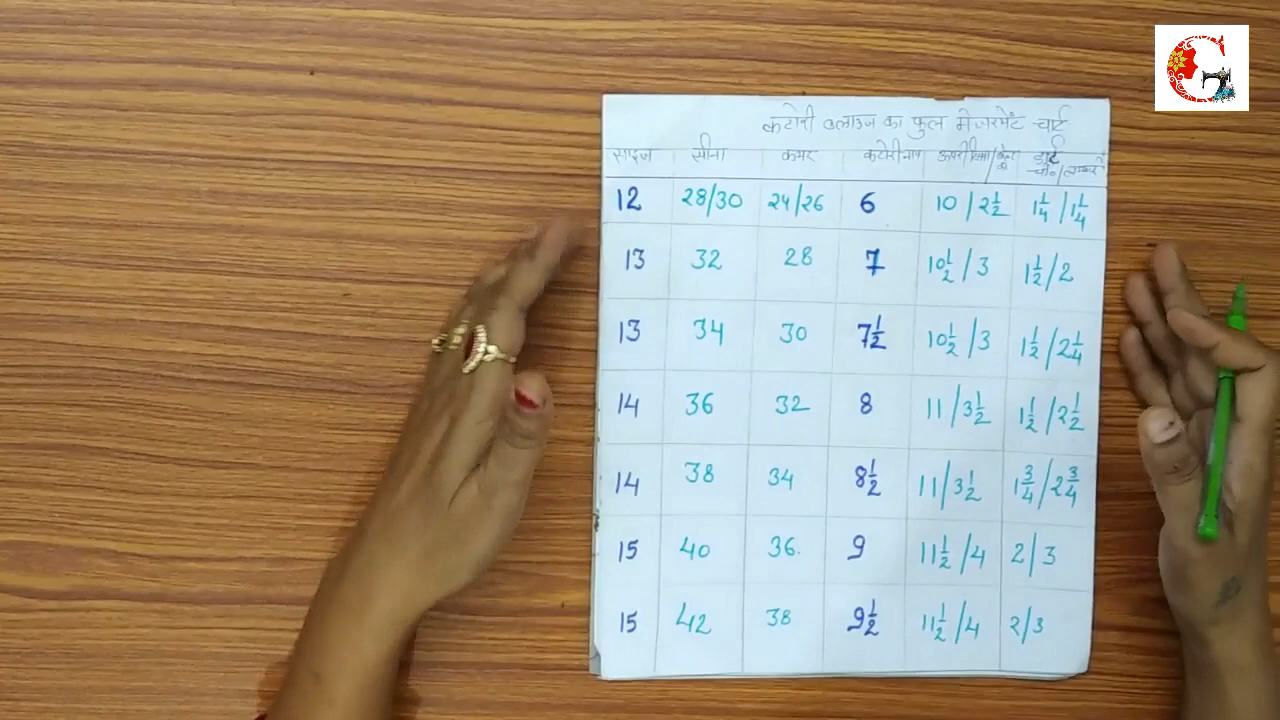 कटोरी ब्लाउज का फुल मेजरमेंट चार्ट
साइज सीना कमर कटोरी नाप ऊपरी हिस्सा/बेल्ट डार्ट
12 28/30 24/26 6 10/2½ 1¼/1¼
13 32 28 7 10½/3 1½/2
13 34 30 7½ 10½/3 1½/2¼
14 36 32 8 11/3½ 1½/2½
14 38 34 8½ 11/3½ 1¾/2¾
15 40 36. 9 11½/4 2/3
15 42 38 9½ 11½/4 2/3